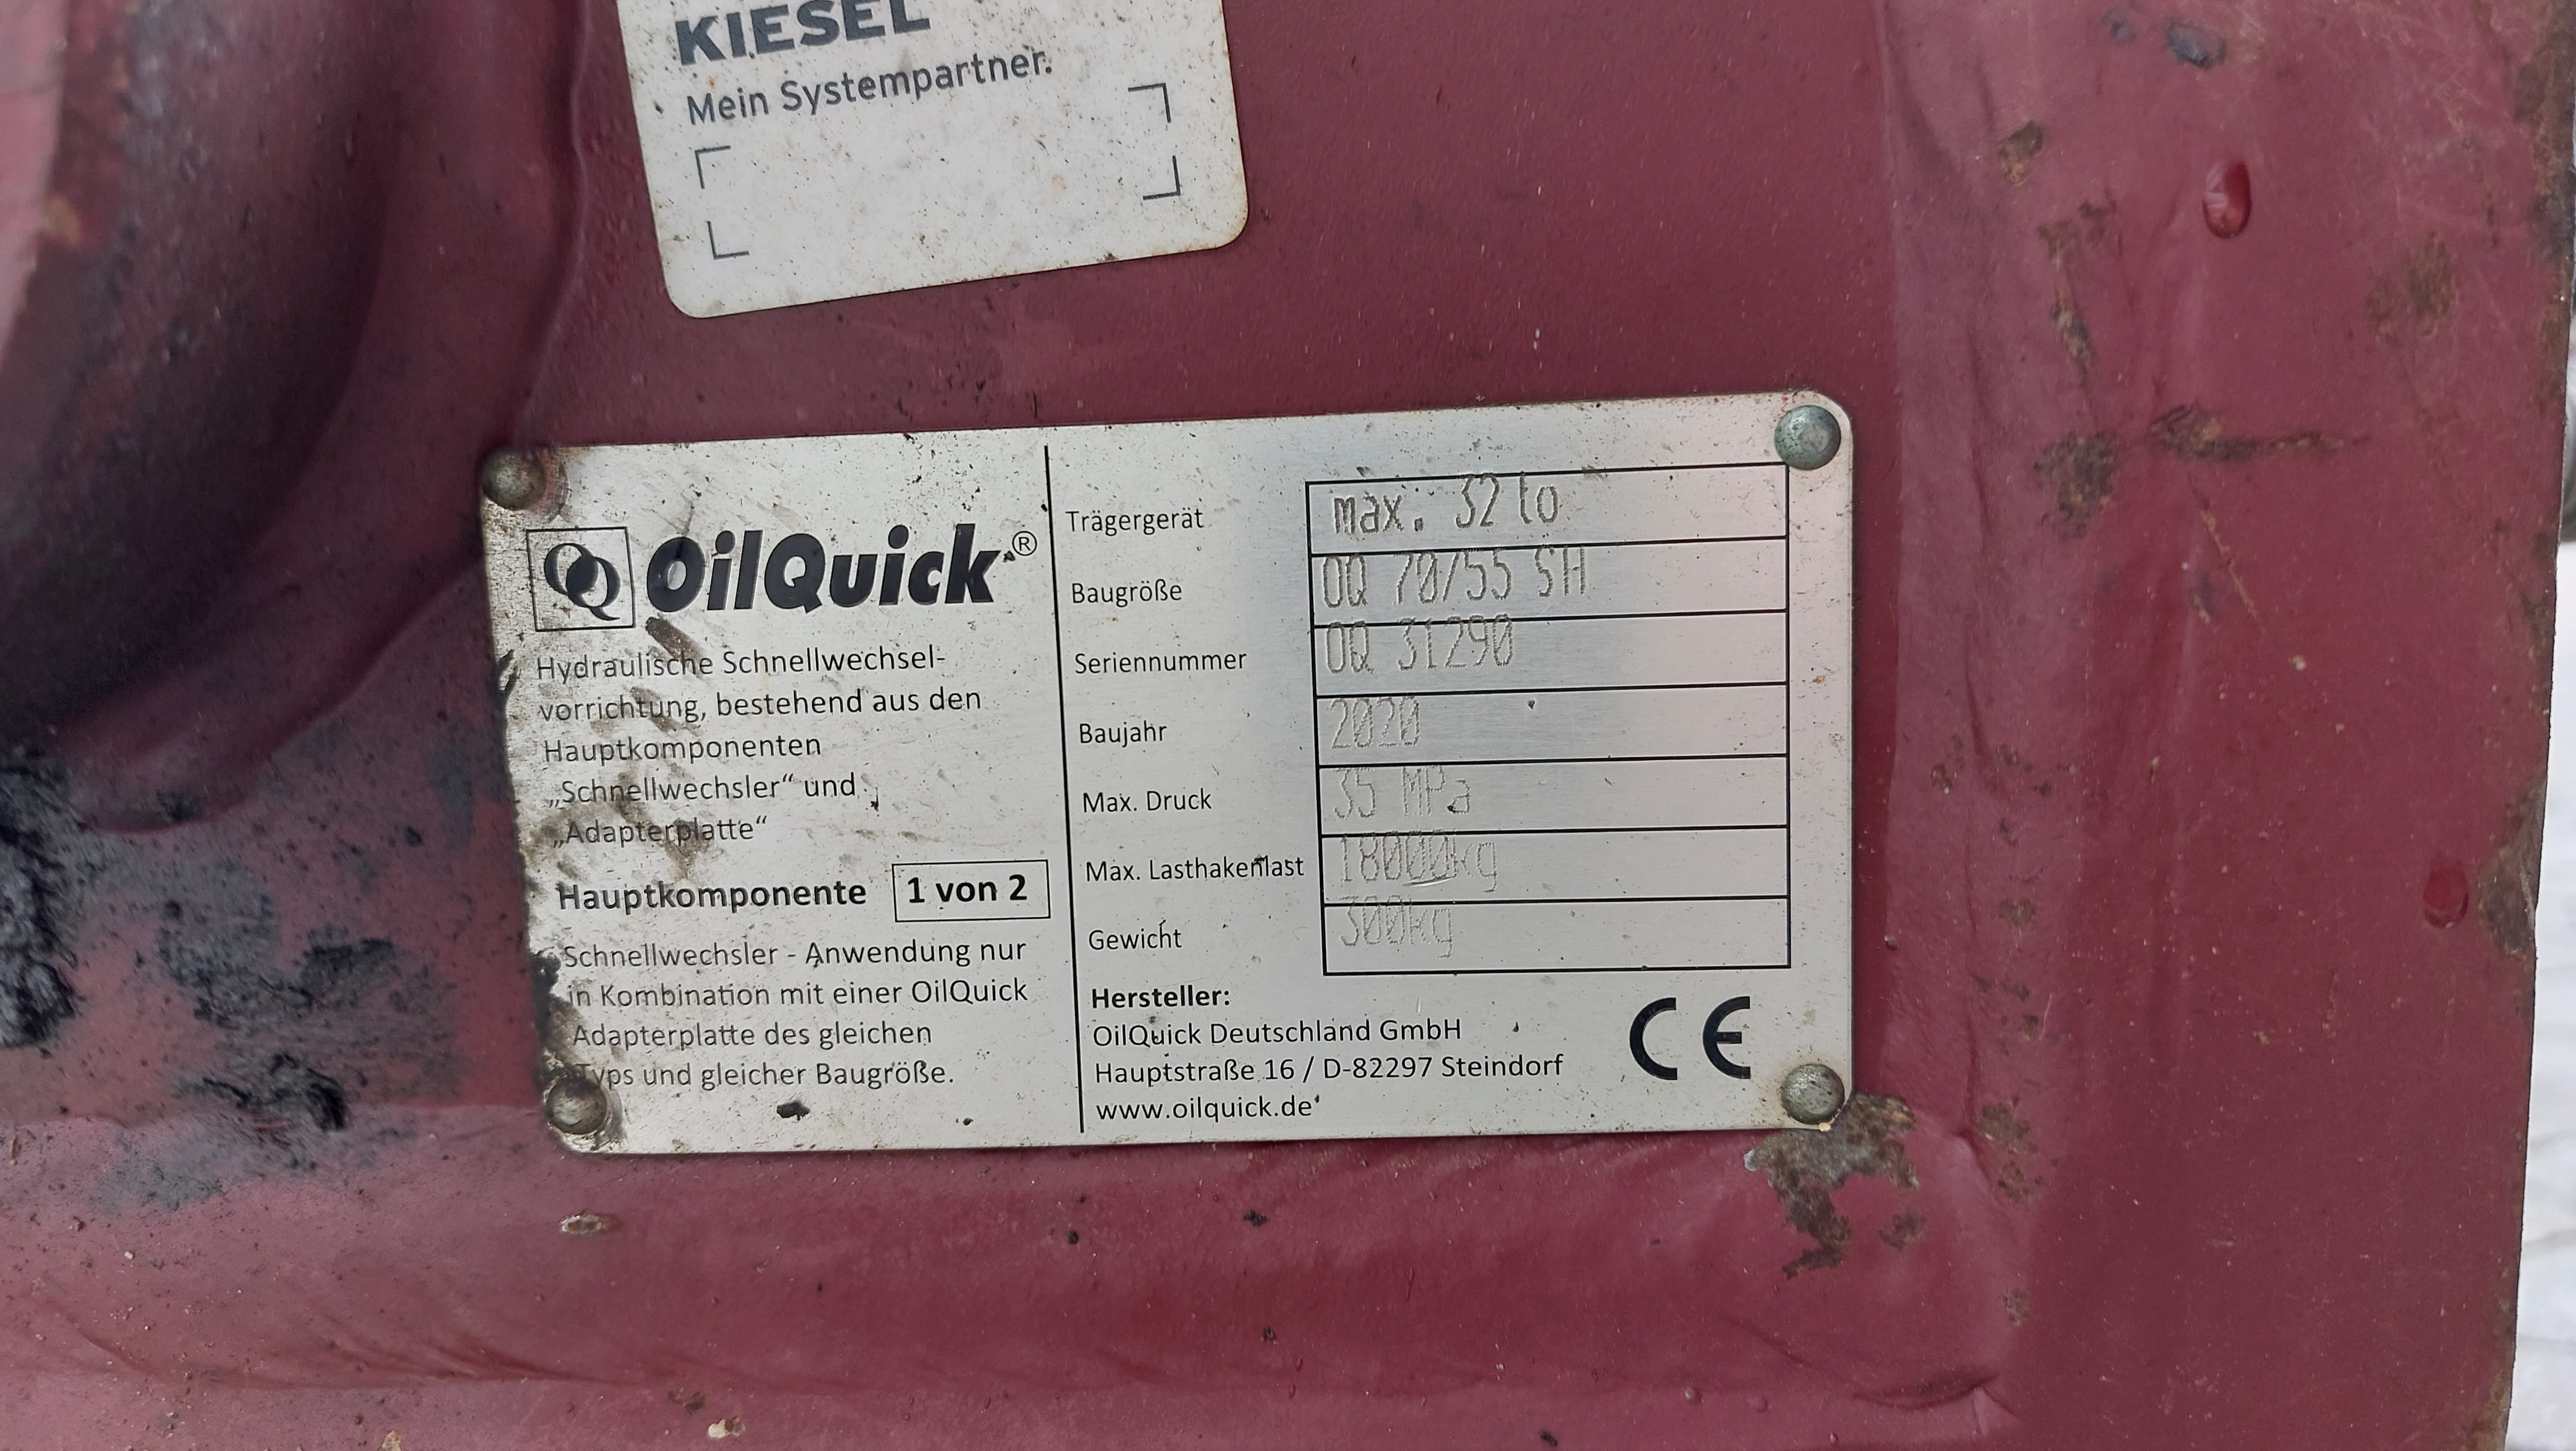 KIESEL
Mein Systempartner.
OilQuick®
Hydraulische Schnellwechsel-
vorrichtung, bestehend aus den
Hauptkomponenten
„Schnellwechsler“ und
„Adapterplatte“
Hauptkomponente 1 von 2
Schnellwechsler - Anwendung nur
in Kombination mit einer OilQuick
Adapterplatte des gleichen
Typs und gleicher Baugröße.
Trägergerät max. 32 to
Baugröße OQ 70/55 SH
Seriennummer OQ 31290
Baujahr 2020
Max. Druck 35 MPa
Max. Lasthakenlast 18000kg
Gewicht 300kg
Hersteller:
OilQuick Deutschland GmbH
Hauptstraße 16 / D-82297 Steindorf
www.oilquick.de
CE